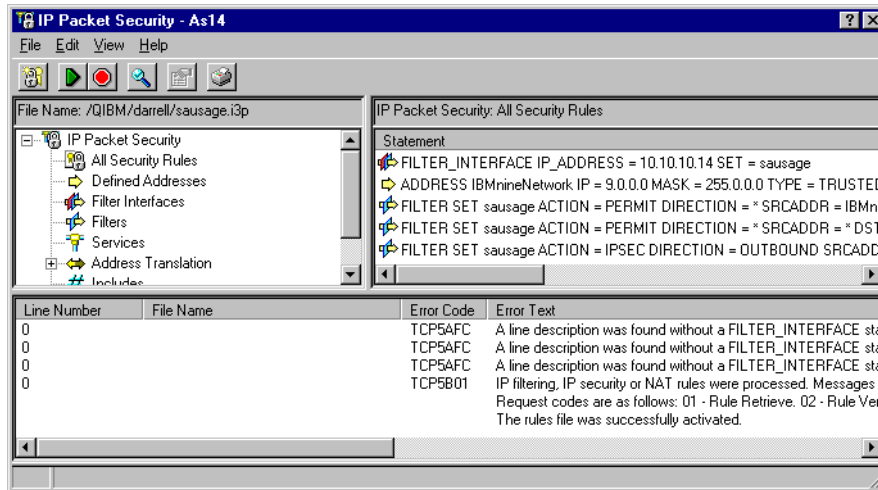 IP Packet Security - As14
File Edit View Help
File Name: /QIBM/darrell/sausage.i3p
IP Packet Security
All Security Rules
Defined Addresses
Filter Interfaces
Filters
Services
Address Translation
Includes
IP Packet Security: All Security Rules
Statement
FILTER_INTERFACE IP_ADDRESS = 10.10.10.14 SET = sausage
ADDRESS IBMnineNetwork IP = 9.0.0.0 MASK = 255.0.0.0 TYPE = TRUSTED
FILTER SET sausage ACTION = PERMIT DIRECTION = * SRCADDR = IBMn
FILTER SET sausage ACTION = PERMIT DIRECTION = * SRCADDR = * DST
FILTER SET sausage ACTION = IPSEC DIRECTION = OUTBOUND SRCADD
Line Number File Name Error Code Error Text
0 TCP5AFC A line description was found without a FILTER_INTERFACE sta
0 TCP5AFC A line description was found without a FILTER_INTERFACE sta
0 TCP5AFC A line description was found without a FILTER_INTERFACE sta
0 TCP5B01 IP filtering, IP security or NAT rules were processed. Messages
Request codes are as follows: 01 - Rule Retrieve. 02 - Rule Ver
The rules file was successfully activated.